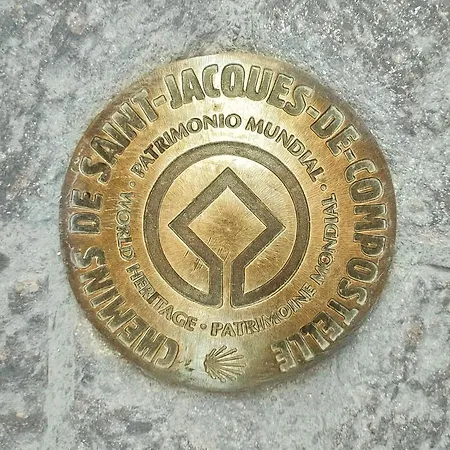 CHEMINS DE SAINT-JACQUES-DE-COMPOSTELLE
WORLD HERITAGE · PATRIMONIO MUNDIAL · PATRIMOINE MONDIAL ·